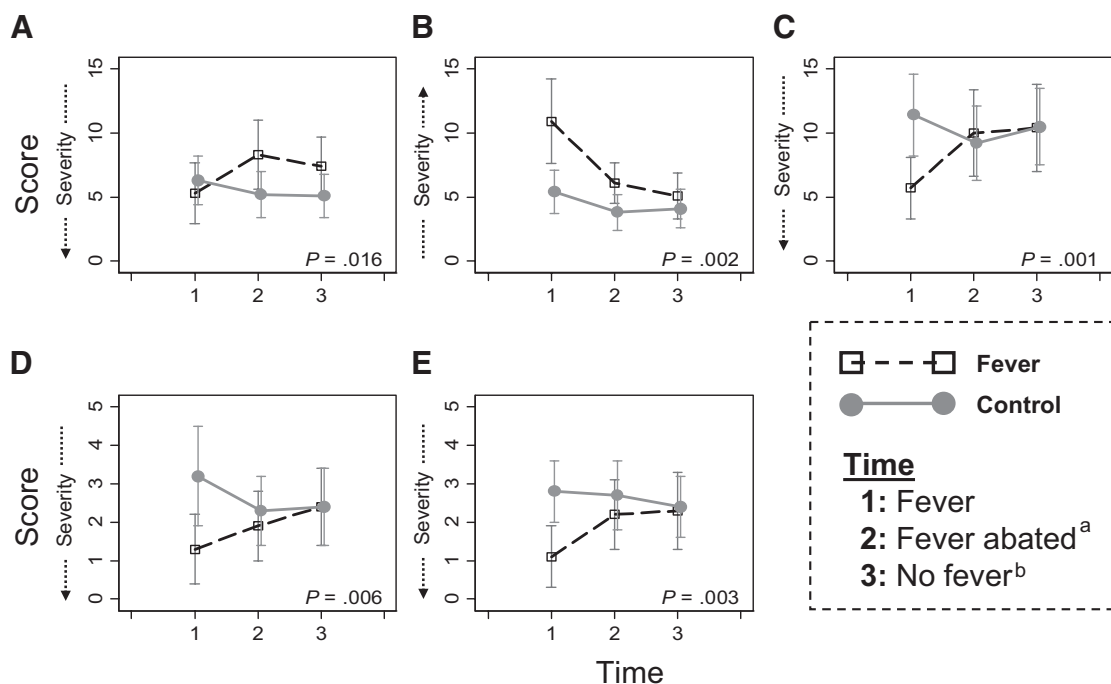 A
B
C
Score
Severity
15
10
5
0
1
2
3
P = .016
Severity
15
10
5
0
1
2
3
P = .002
Severity
15
10
5
0
1
2
3
P = .001
D
E
Score
Severity
5
4
3
2
1
0
1
2
3
P = .006
Severity
5
4
3
2
1
0
1
2
3
P = .003
Time
Fever
Control
Time
1: Fever
2: Fever abatedᵃ
3: No feverᵇ